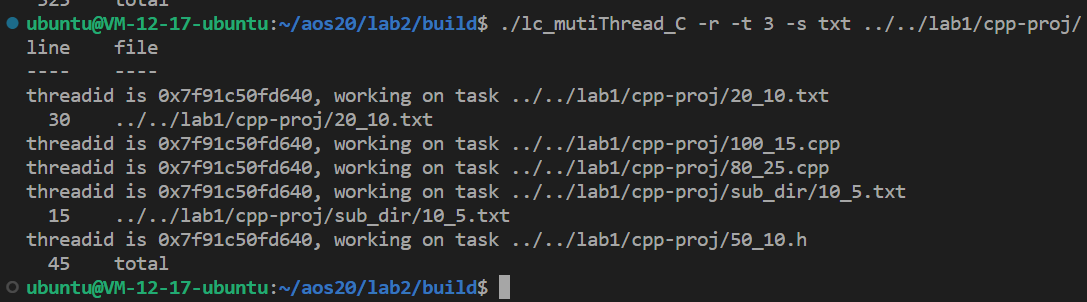 ubuntu@VM-12-17-ubuntu:~/aos20/lab2/build$ ./lc_mutiThread_C -r -t 3 -s txt ../../lab1/cpp-proj/
line    file
----    ----
threadid is 0x7f91c50fd640, working on task ../../lab1/cpp-proj/20_10.txt
  30    ../../lab1/cpp-proj/20_10.txt
threadid is 0x7f91c50fd640, working on task ../../lab1/cpp-proj/100_15.cpp
threadid is 0x7f91c50fd640, working on task ../../lab1/cpp-proj/80_25.cpp
threadid is 0x7f91c50fd640, working on task ../../lab1/cpp-proj/sub_dir/10_5.txt
  15    ../../lab1/cpp-proj/sub_dir/10_5.txt
threadid is 0x7f91c50fd640, working on task ../../lab1/cpp-proj/50_10.h
  45    total
ubuntu@VM-12-17-ubuntu:~/aos20/lab2/build$